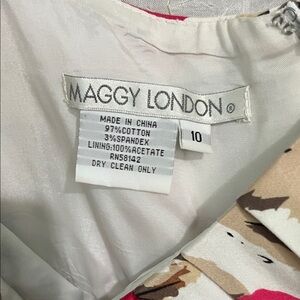 MAGGY LONDON®
MADE IN CHINA
97%COTTON
3%SPANDEX
LINING:100%ACETATE
RN58142
DRY CLEAN ONLY
10